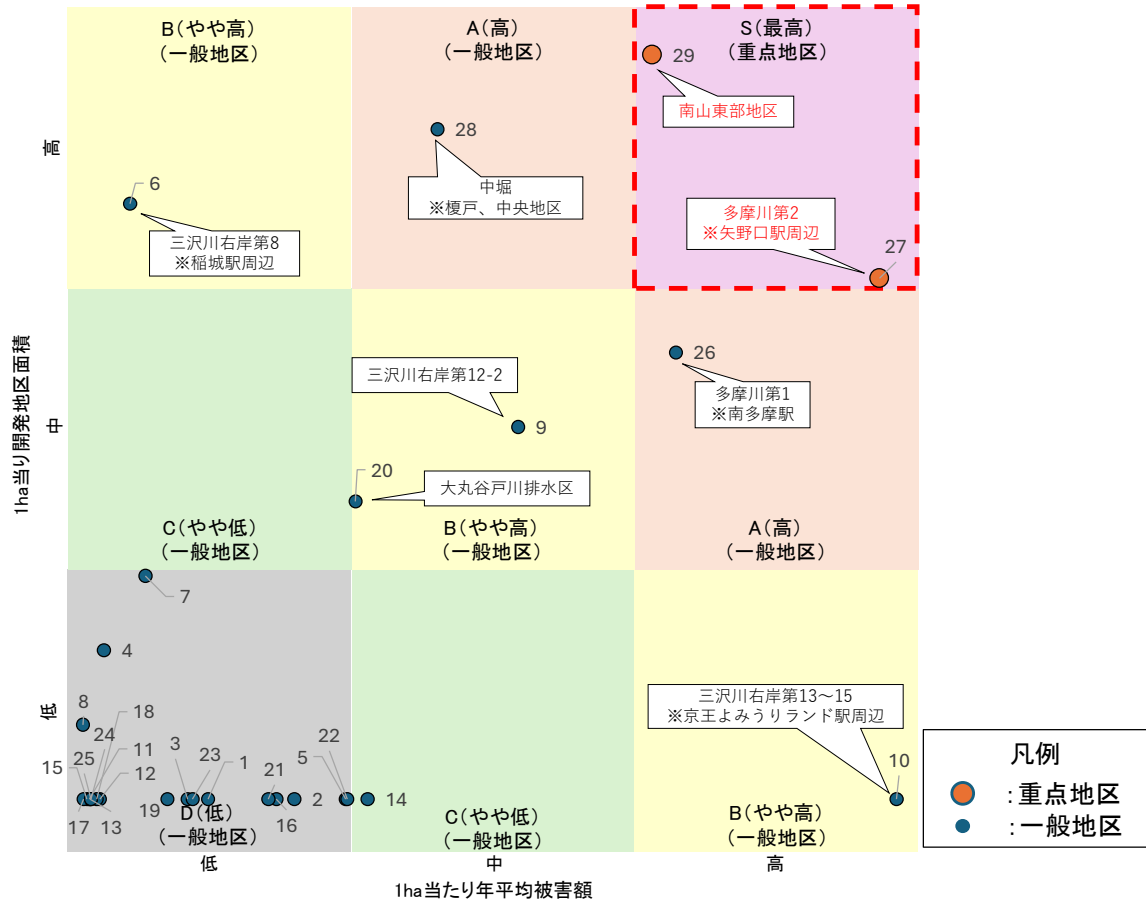 B(やや高)
(一般地区)
A(高)
(一般地区)
S(最高)
(重点地区)
29
南山東部地区
28
中堀
※榎戸、中央地区
6
三沢川右岸第8
※稲城駅周辺
多摩川第2
※矢野口駅周辺
27
高
1ha当り開発地区面積
中
低
26
多摩川第1
※南多摩駅
三沢川右岸第12-2
9
20
大丸谷戸川排水区
C(やや低)
(一般地区)
B(やや高)
(一般地区)
A(高)
(一般地区)
7
4
8
18
24
11
15
25
12
3
23
1
17
13
19
21
16
2
5
22
14
三沢川右岸第13～15
※京王よみうりランド駅周辺
10
D(低)
(一般地区)
C(やや低)
(一般地区)
B(やや高)
(一般地区)
低
中
高
1ha当たり年平均被害額
凡例
:重点地区
:一般地区